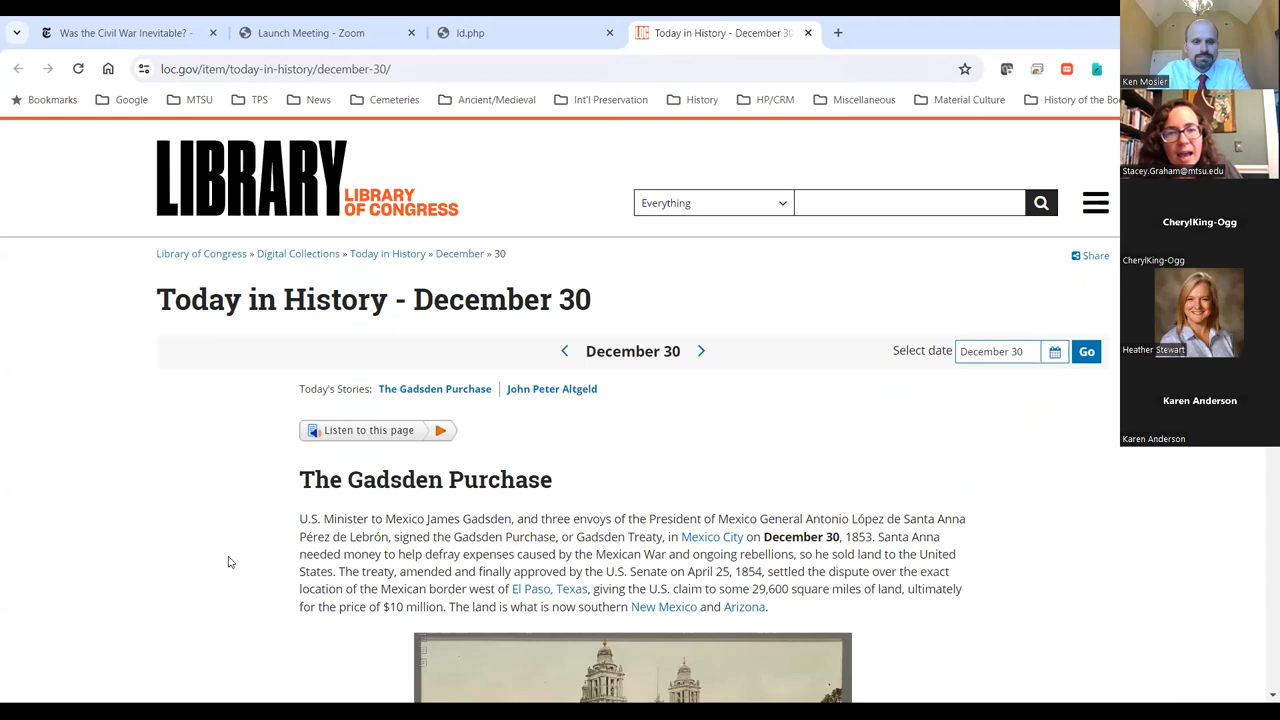 Was the Civil War Inevitable? -
Launch Meeting - Zoom
ld.php
Today in History - December 30
loc.gov/item/today-in-history/december-30/
Bookmarks Google MTSU TPS News Cemeteries Ancient/Medieval Int'l Preservation History HP/CRM Miscellaneous Material Culture History of the Boo
LIBRARY
LIBRARY
OF CONGRESS
Everything
Library of Congress » Digital Collections » Today in History » December » 30
Share
Today in History - December 30
December 30
Select date December 30 Go
Today's Stories: The Gadsden Purchase John Peter Altgeld
Listen to this page
The Gadsden Purchase
U.S. Minister to Mexico James Gadsden, and three envoys of the President of Mexico General Antonio López de Santa Anna
Pérez de Lebrón, signed the Gadsden Purchase, or Gadsden Treaty, in Mexico City on December 30, 1853. Santa Anna
needed money to help defray expenses caused by the Mexican War and ongoing rebellions, so he sold land to the United
States. The treaty, amended and finally approved by the U.S. Senate on April 25, 1854, settled the dispute over the exact
location of the Mexican border west of El Paso, Texas, giving the U.S. claim to some 29,600 square miles of land, ultimately
for the price of $10 million. The land is what is now southern New Mexico and Arizona.
Ken Mosier
Stacey.Graham@mtsu.edu
CherylKing-Ogg
CherylKing-Ogg
Heather Stewart
Karen Anderson
Karen Anderson